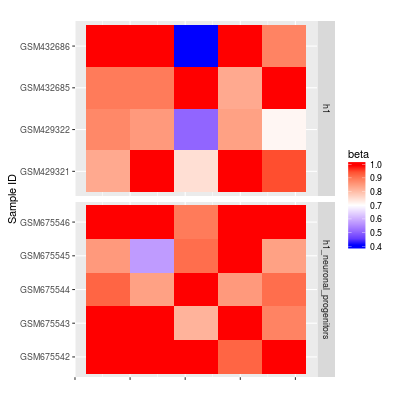 GSM432686
GSM432685
GSM429322
GSM429321
h1
GSM675546
GSM675545
GSM675544
GSM675543
GSM675542
h1_neuronal_progenitors
Sample ID
beta
1.0
0.9
0.8
0.7
0.6
0.5
0.4